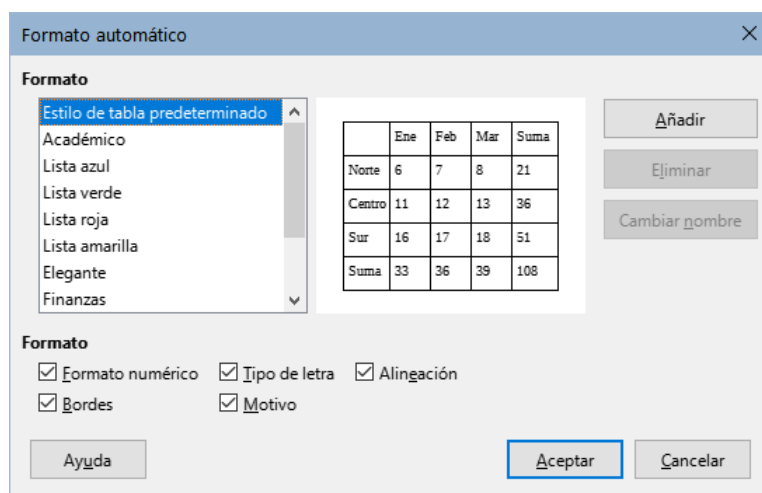 Formato automático
Formato
Estilo de tabla predeterminado
Académico
Lista azul
Lista verde
Lista roja
Lista amarilla
Elegante
Finanzas
Ene Feb Mar Suma
Norte 6 7 8 21
Centro 11 12 13 36
Sur 16 17 18 51
Suma 33 36 39 108
Añadir
Eliminar
Cambiar nombre
Formato
Formato numérico Tipo de letra Alineación
Bordes Motivo
Ayuda Aceptar Cancelar